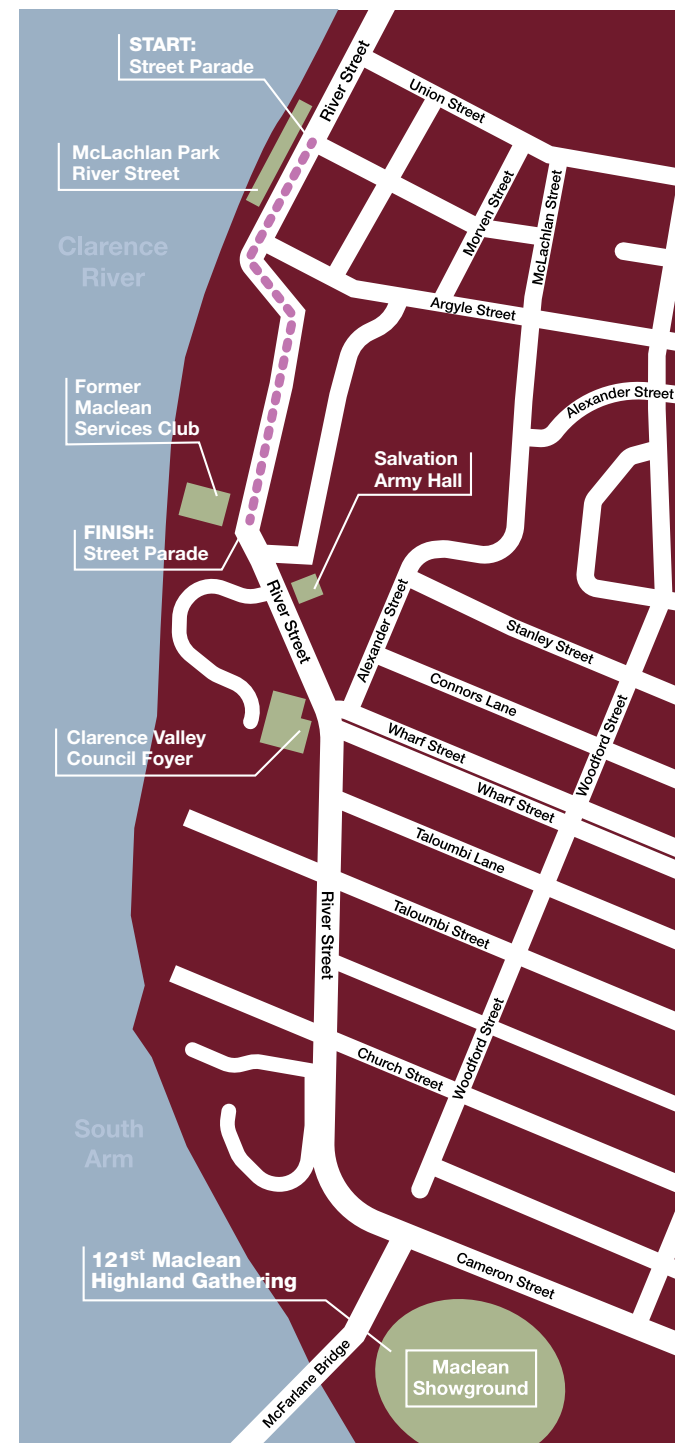 START:
Street Parade
River Street
Union Street
McLachlan Park
River Street
Morven Street
McLachlan Street
Clarence
River
Argyle Street
Former
Maclean
Services Club
Alexander Street
Salvation
Army Hall
FINISH:
Street Parade
River Street
Alexander Street
Stanley Street
Connors Lane
Woodford Street
Clarence Valley
Council Foyer
Wharf Street
Wharf Street
Taloumbi Lane
River Street
Taloumbi Street
Woodford Street
Church Street
South
Arm
121st Maclean
Highland Gathering
Cameron Street
McFarlane Bridge
Maclean
Showground